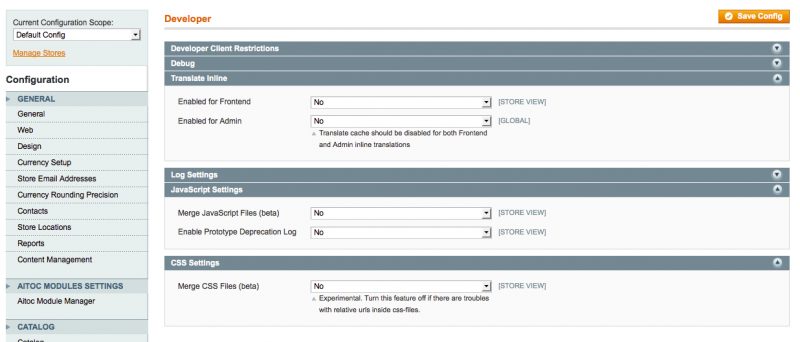 Current Configuration Scope:
Default Config
Manage Stores
Configuration
GENERAL
General
Web
Design
Currency Setup
Store Email Addresses
Currency Rounding Precision
Contacts
Store Locations
Reports
Content Management
AITOC MODULES SETTINGS
Aitoc Module Manager
CATALOG
Catalog
Developer
Save Config
Developer Client Restrictions
Debug
Translate Inline
Enabled for Frontend No [STORE VIEW]
Enabled for Admin No [GLOBAL]
Translate cache should be disabled for both Frontend
and Admin inline translations
Log Settings
JavaScript Settings
Merge JavaScript Files (beta) No [STORE VIEW]
Enable Prototype Deprecation Log No [STORE VIEW]
CSS Settings
Merge CSS Files (beta) No [STORE VIEW]
Experimental. Turn this feature off if there are troubles
with relative urls inside css-files.